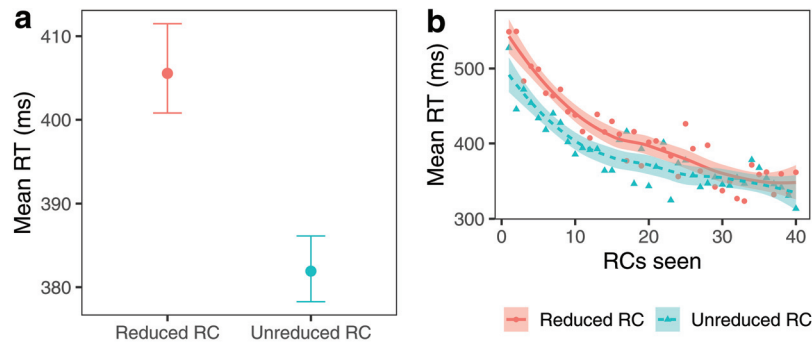 a
Mean RT (ms)
410
400
390
380
Reduced RC Unreduced RC
b
Mean RT (ms)
500
400
300
0 10 20 30 40
RCs seen
Reduced RC Unreduced RC